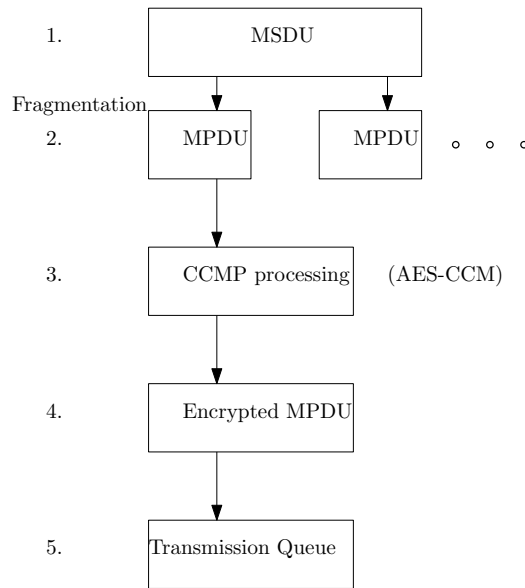 1. MSDU
Fragmentation
2. MPDU MPDU
3. CCMP processing (AES-CCM)
4. Encrypted MPDU
5. Transmission Queue